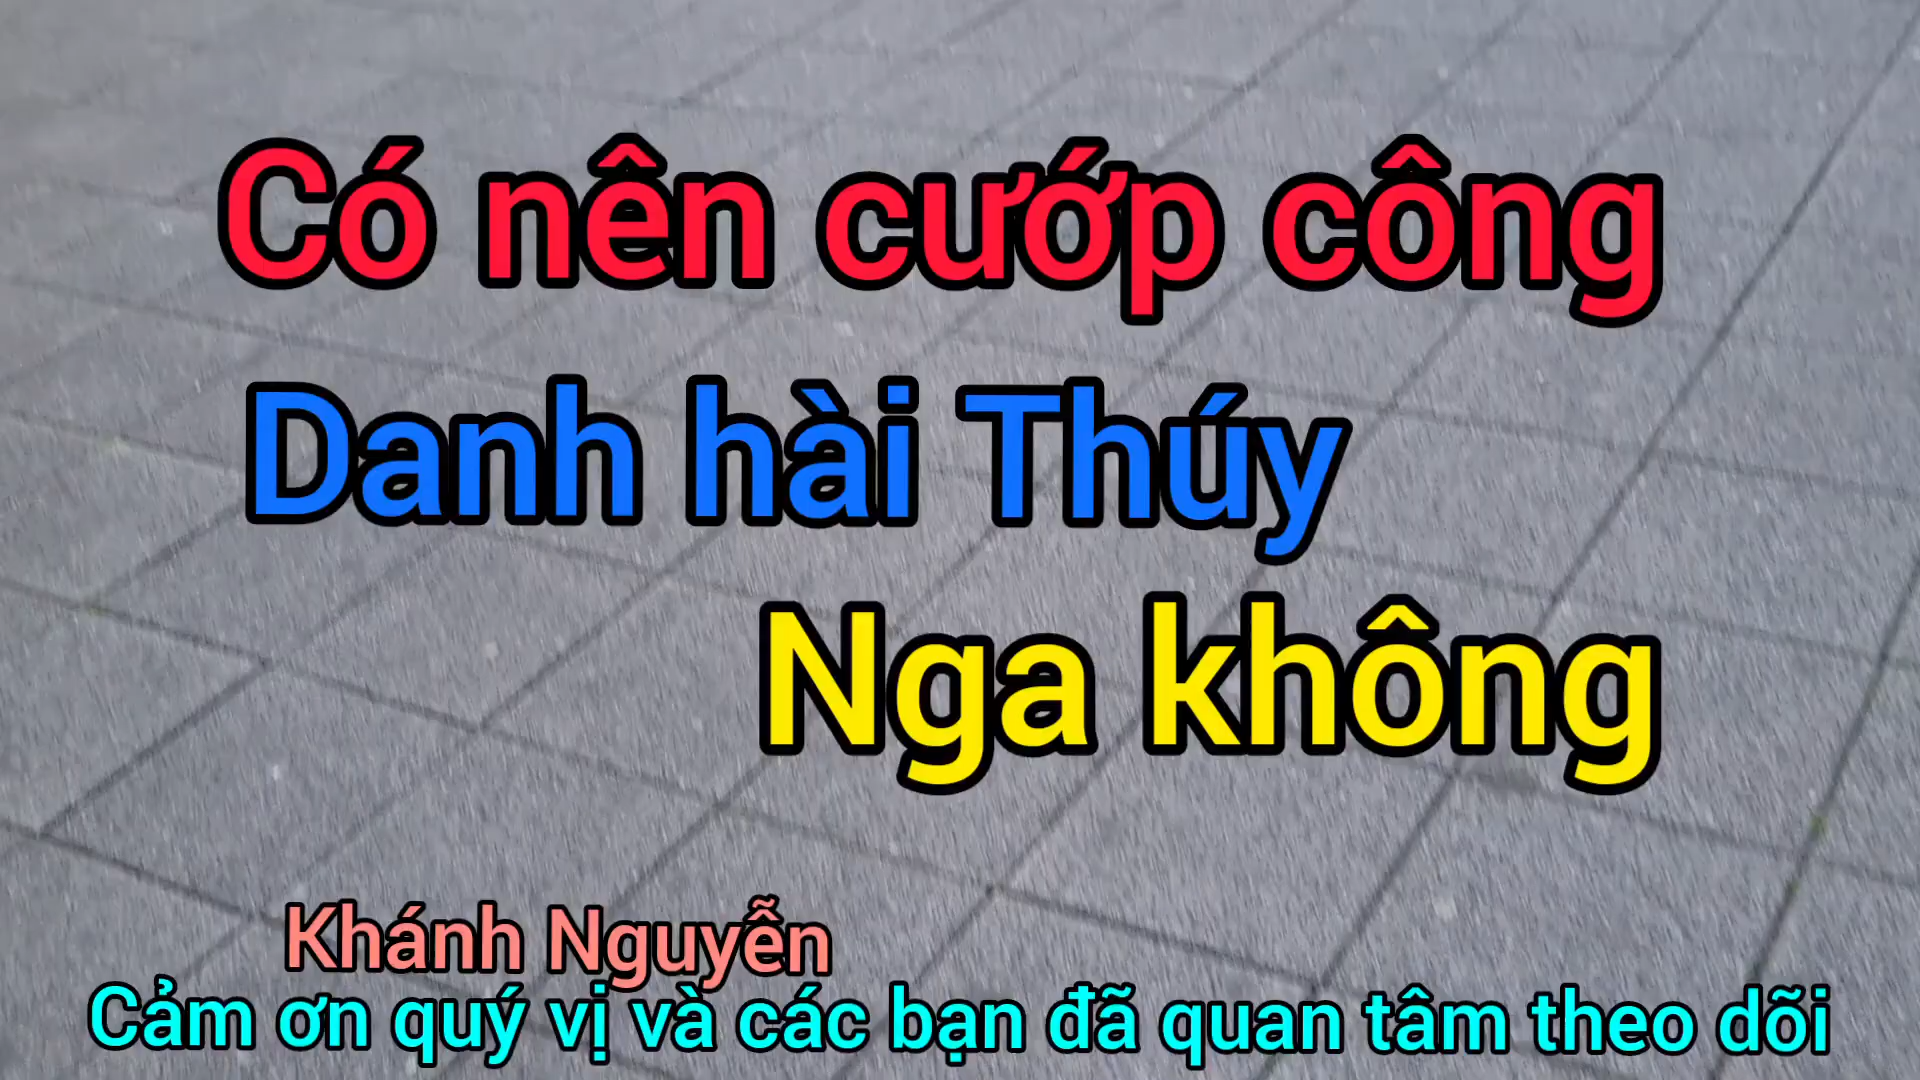 Có nên cướp công
Danh hài Thúy
Nga không
Khánh Nguyễn
Cảm ơn quý vị và các bạn đã quan tâm theo dõi